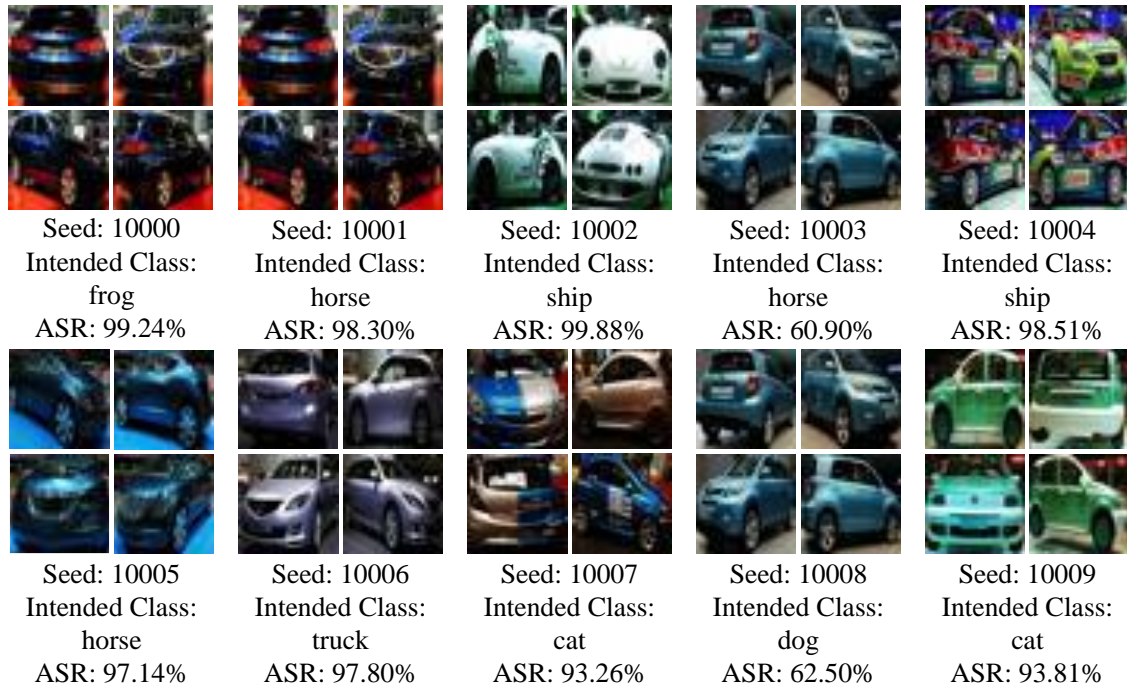 Seed: 10000
Intended Class:
frog
ASR: 99.24%
Seed: 10001
Intended Class:
horse
ASR: 98.30%
Seed: 10002
Intended Class:
ship
ASR: 99.88%
Seed: 10003
Intended Class:
horse
ASR: 60.90%
Seed: 10004
Intended Class:
ship
ASR: 98.51%
Seed: 10005
Intended Class:
horse
ASR: 97.14%
Seed: 10006
Intended Class:
truck
ASR: 97.80%
Seed: 10007
Intended Class:
cat
ASR: 93.26%
Seed: 10008
Intended Class:
dog
ASR: 62.50%
Seed: 10009
Intended Class:
cat
ASR: 93.81%